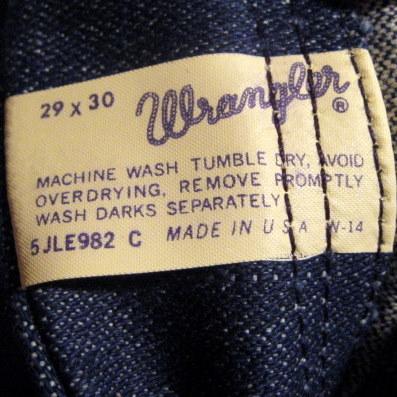 29 x 30 Wrangler®
MACHINE WASH TUMBLE DRY, AVOID
OVERDRYING, REMOVE PROMPTLY
WASH DARKS SEPARATELY
5JLE982 C MADE IN U S A W-14